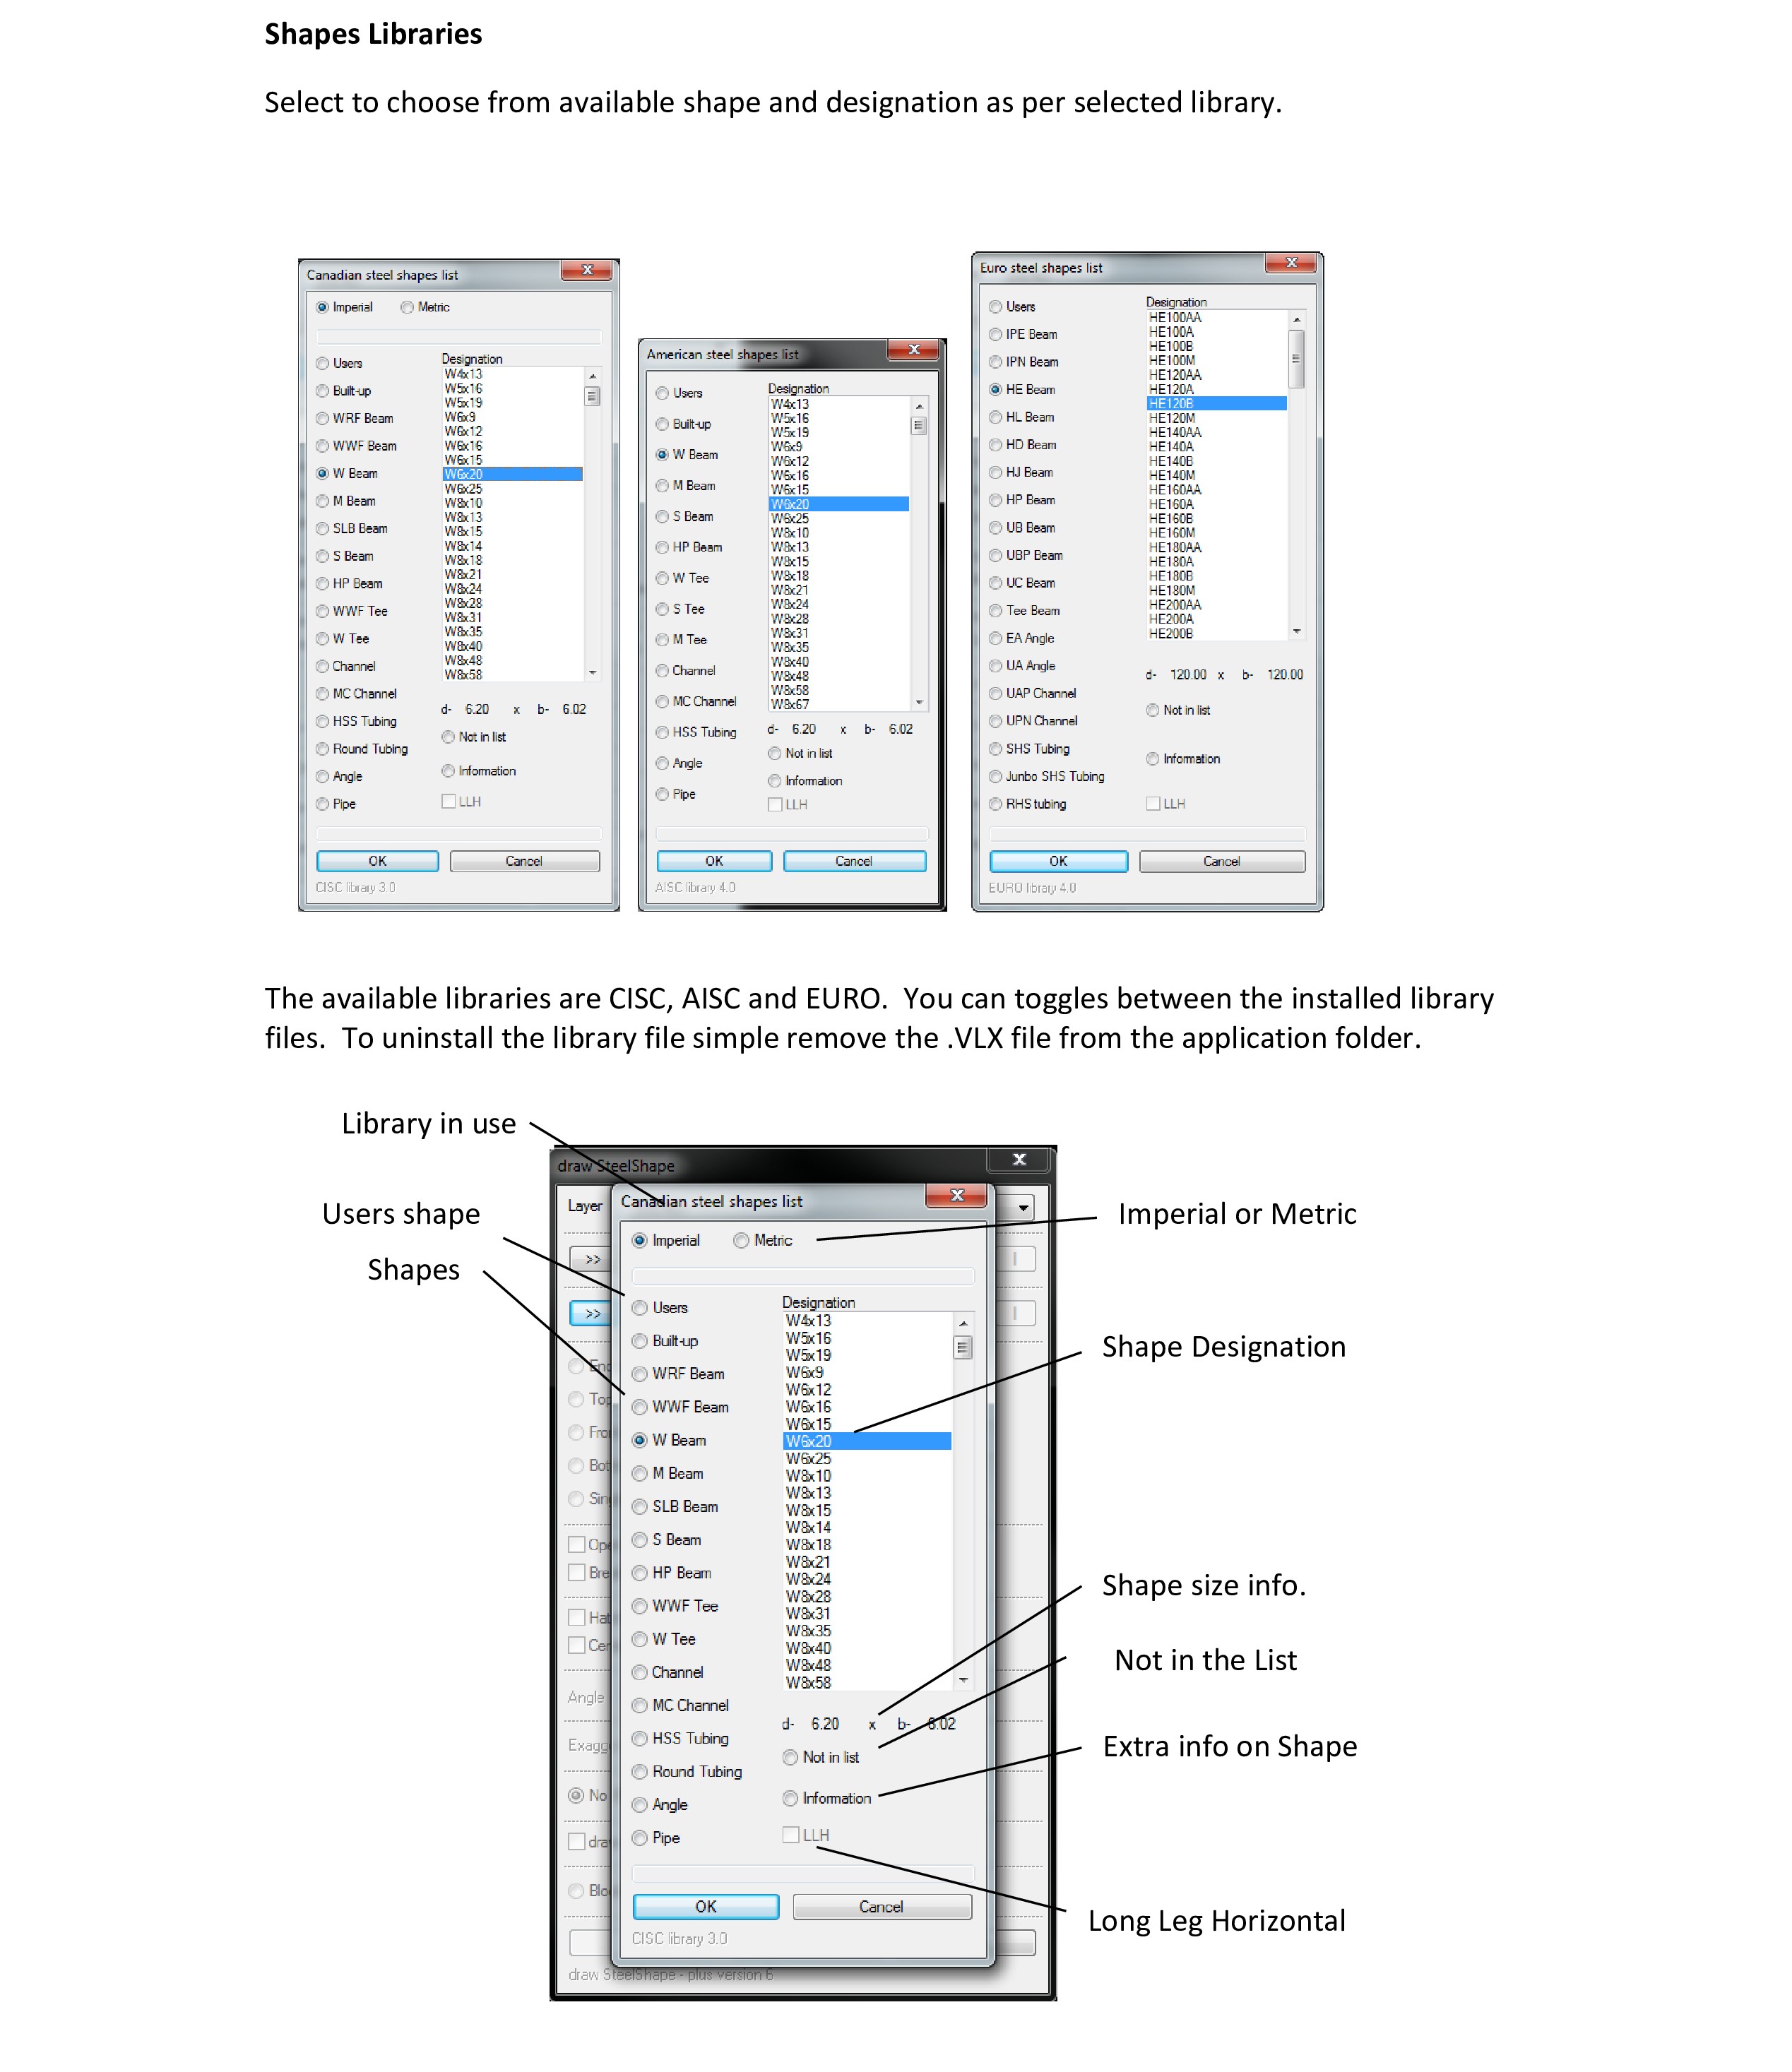 Shapes Libraries
Select to choose from available shape and designation as per selected library.
Canadian steel shapes list
Imperial Metric
Users
Built-up
WRF Beam
WWF Beam
W Beam
M Beam
SLB Beam
S Beam
HP Beam
WWF Tee
W Tee
Channel
MC Channel
HSS Tubing
Round Tubing
Angle
Pipe
Designation
W4x13
W5x16
W5x19
W6x9
W6x12
W6x16
W6x15
W6x20
W6x25
W8x10
W8x13
W8x15
W8x14
W8x18
W8x21
W8x24
W8x28
W8x31
W8x35
W8x40
W8x48
W8x58
d- 6.20 x b- 6.02
Not in list
Information
LLH
OK Cancel
CISC library 3.0
American steel shapes list
Users
Built-up
W Beam
M Beam
S Beam
HP Beam
W Tee
S Tee
M Tee
Channel
MC Channel
HSS Tubing
Angle
Pipe
Designation
W4x13
W5x16
W5x19
W6x9
W6x12
W6x16
W6x15
W6x20
W6x25
W8x10
W8x13
W8x15
W8x18
W8x21
W8x24
W8x28
W8x31
W8x35
W8x40
W8x48
W8x58
W8x67
d- 6.20 x b- 6.02
Not in list
Information
LLH
OK Cancel
AISC library 4.0
Euro steel shapes list
Users
IPE Beam
IPN Beam
HE Beam
HL Beam
HD Beam
HJ Beam
HP Beam
UB Beam
UBP Beam
UC Beam
Tee Beam
EA Angle
UA Angle
UAP Channel
UPN Channel
SHS Tubing
Junbo SHS Tubing
RHS tubing
Designation
HE100AA
HE100A
HE100B
HE100M
HE120AA
HE120A
HE120B
HE120M
HE140AA
HE140A
HE140B
HE140M
HE160AA
HE160A
HE160B
HE160M
HE180AA
HE180A
HE180B
HE180M
HE200AA
HE200A
HE200B
d- 120.00 x b- 120.00
Not in list
Information
LLH
OK Cancel
EURO library 4.0
The available libraries are CISC, AISC and EURO. You can toggles between the installed library
files. To uninstall the library file simple remove the .VLX file from the application folder.
Library in use
Users shape
Shapes
draw SteelShape
Layer
>>
>>
End
Top
Fro
Bot
Sin
Ope
Bre
Hat
Cer
Angle
Exagg
No
dra
Blo
draw SteelShape - plus version 6
Canadian steel shapes list
Imperial Metric
Users
Built-up
WRF Beam
WWF Beam
W Beam
M Beam
SLB Beam
S Beam
HP Beam
WWF Tee
W Tee
Channel
MC Channel
HSS Tubing
Round Tubing
Angle
Pipe
Designation
W4x13
W5x16
W5x19
W6x9
W6x12
W6x16
W6x15
W6x20
W6x25
W8x10
W8x13
W8x15
W8x14
W8x18
W8x21
W8x24
W8x28
W8x31
W8x35
W8x40
W8x48
W8x58
d- 6.20 x b- 6.02
Not in list
Information
LLH
OK Cancel
CISC library 3.0
Imperial or Metric
Shape Designation
Shape size info.
Not in the List
Extra info on Shape
Long Leg Horizontal